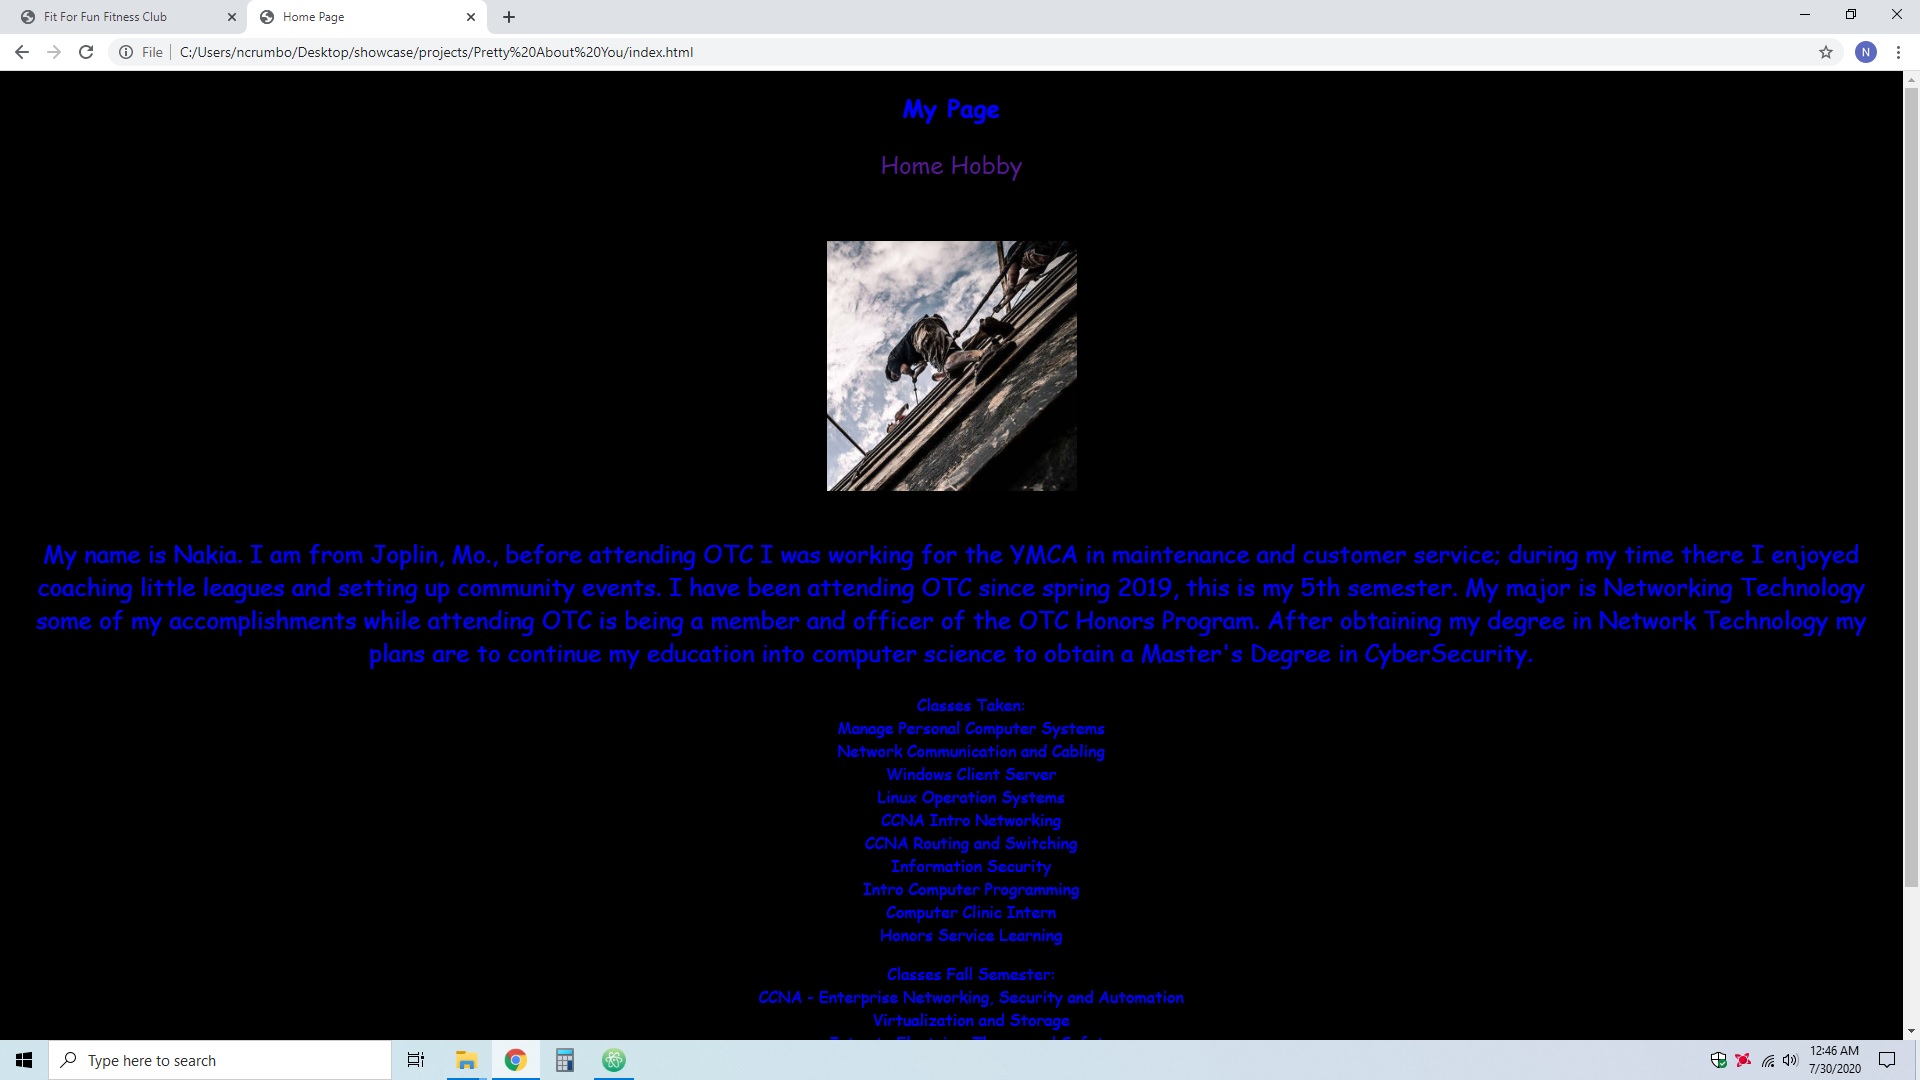 Fit For Fun Fitness Club
Home Page
File
C:/Users/ncrumbo/Desktop/showcase/projects/Pretty%20About%20You/index.html
N
My Page
Home Hobby
My name is Nakia. I am from Joplin, Mo., before attending OTC I was working for the YMCA in maintenance and customer service; during my time there I enjoyed
coaching little leagues and setting up community events. I have been attending OTC since spring 2019, this is my 5th semester. My major is Networking Technology
some of my accomplishments while attending OTC is being a member and officer of the OTC Honors Program. After obtaining my degree in Network Technology my
plans are to continue my education into computer science to obtain a Master's Degree in CyberSecurity.
Classes Taken:
Manage Personal Computer Systems
Network Communication and Cabling
Windows Client Server
Linux Operation Systems
CCNA Intro Networking
CCNA Routing and Switching
Information Security
Intro Computer Programming
Computer Clinic Intern
Honors Service Learning
Classes Fall Semester:
CCNA - Enterprise Networking, Security and Automation
Virtualization and Storage
Type here to search
12:46 AM
7/30/2020